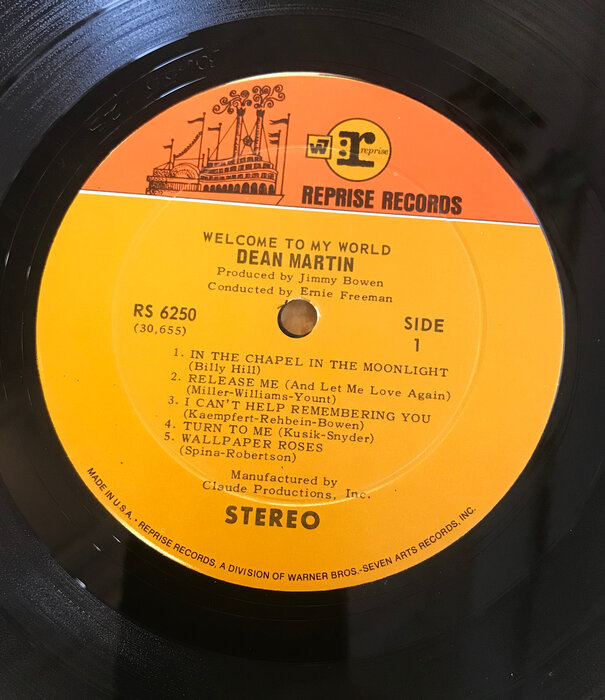 W7 r reprise
REPRISE RECORDS
WELCOME TO MY WORLD
DEAN MARTIN
Produced by Jimmy Bowen
Conducted by Ernie Freeman
RS 6250
(30,655)
SIDE
1
1. IN THE CHAPEL IN THE MOONLIGHT
(Billy Hill)
2. RELEASE ME (And Let Me Love Again)
(Miller-Williams-Yount)
3. I CAN'T HELP REMEMBERING YOU
(Kaempfert-Rehbein-Bowen)
4. TURN TO ME (Kusik-Snyder)
5. WALLPAPER ROSES
(Spina-Robertson)
Manufactured by
Claude Productions, Inc.
STEREO
MADE IN U.S.A. • REPRISE RECORDS, A DIVISION OF WARNER BROS.-SEVEN ARTS RECORDS, INC.